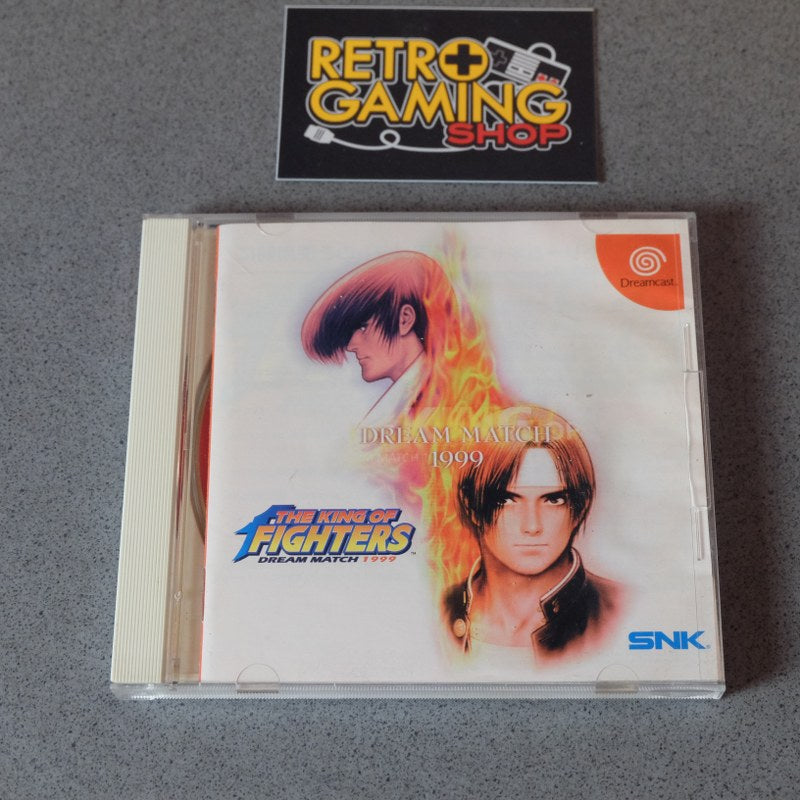 RETRO
GAMING
SHOP
Dreamcast
DREAM MATCH
1999
THE KING OF
FIGHTERS
DREAM MATCH 1999
SNK